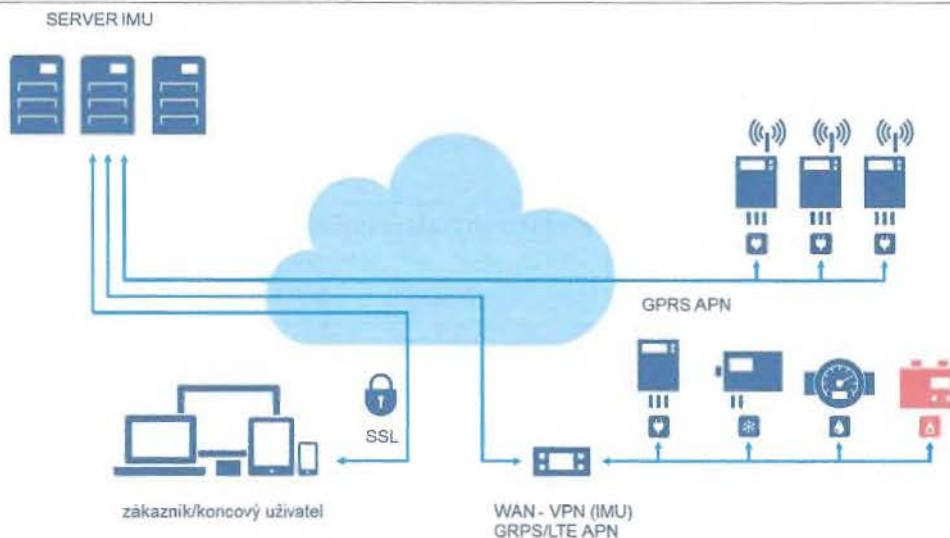 SERVER IMU
GPRS APN
SSL
zákazník/koncový uživatel
WAN - VPN (IMU)
GRPS/LTE APN